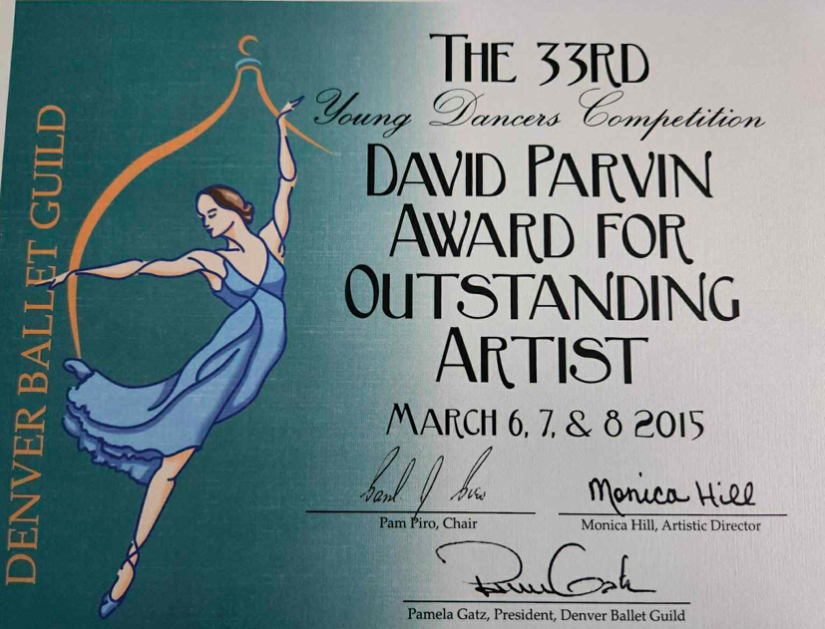 DENVER BALLET GUILD
THE 33RD
Young Dancers Competition
DAVID PARVIN
AWARD FOR
OUTSTANDING
ARTIST
MARCH 6, 7, & 8 2015
Monica Hill
Pam Piro, Chair
Monica Hill, Artistic Director
Pamela Gatz, President, Denver Ballet Guild